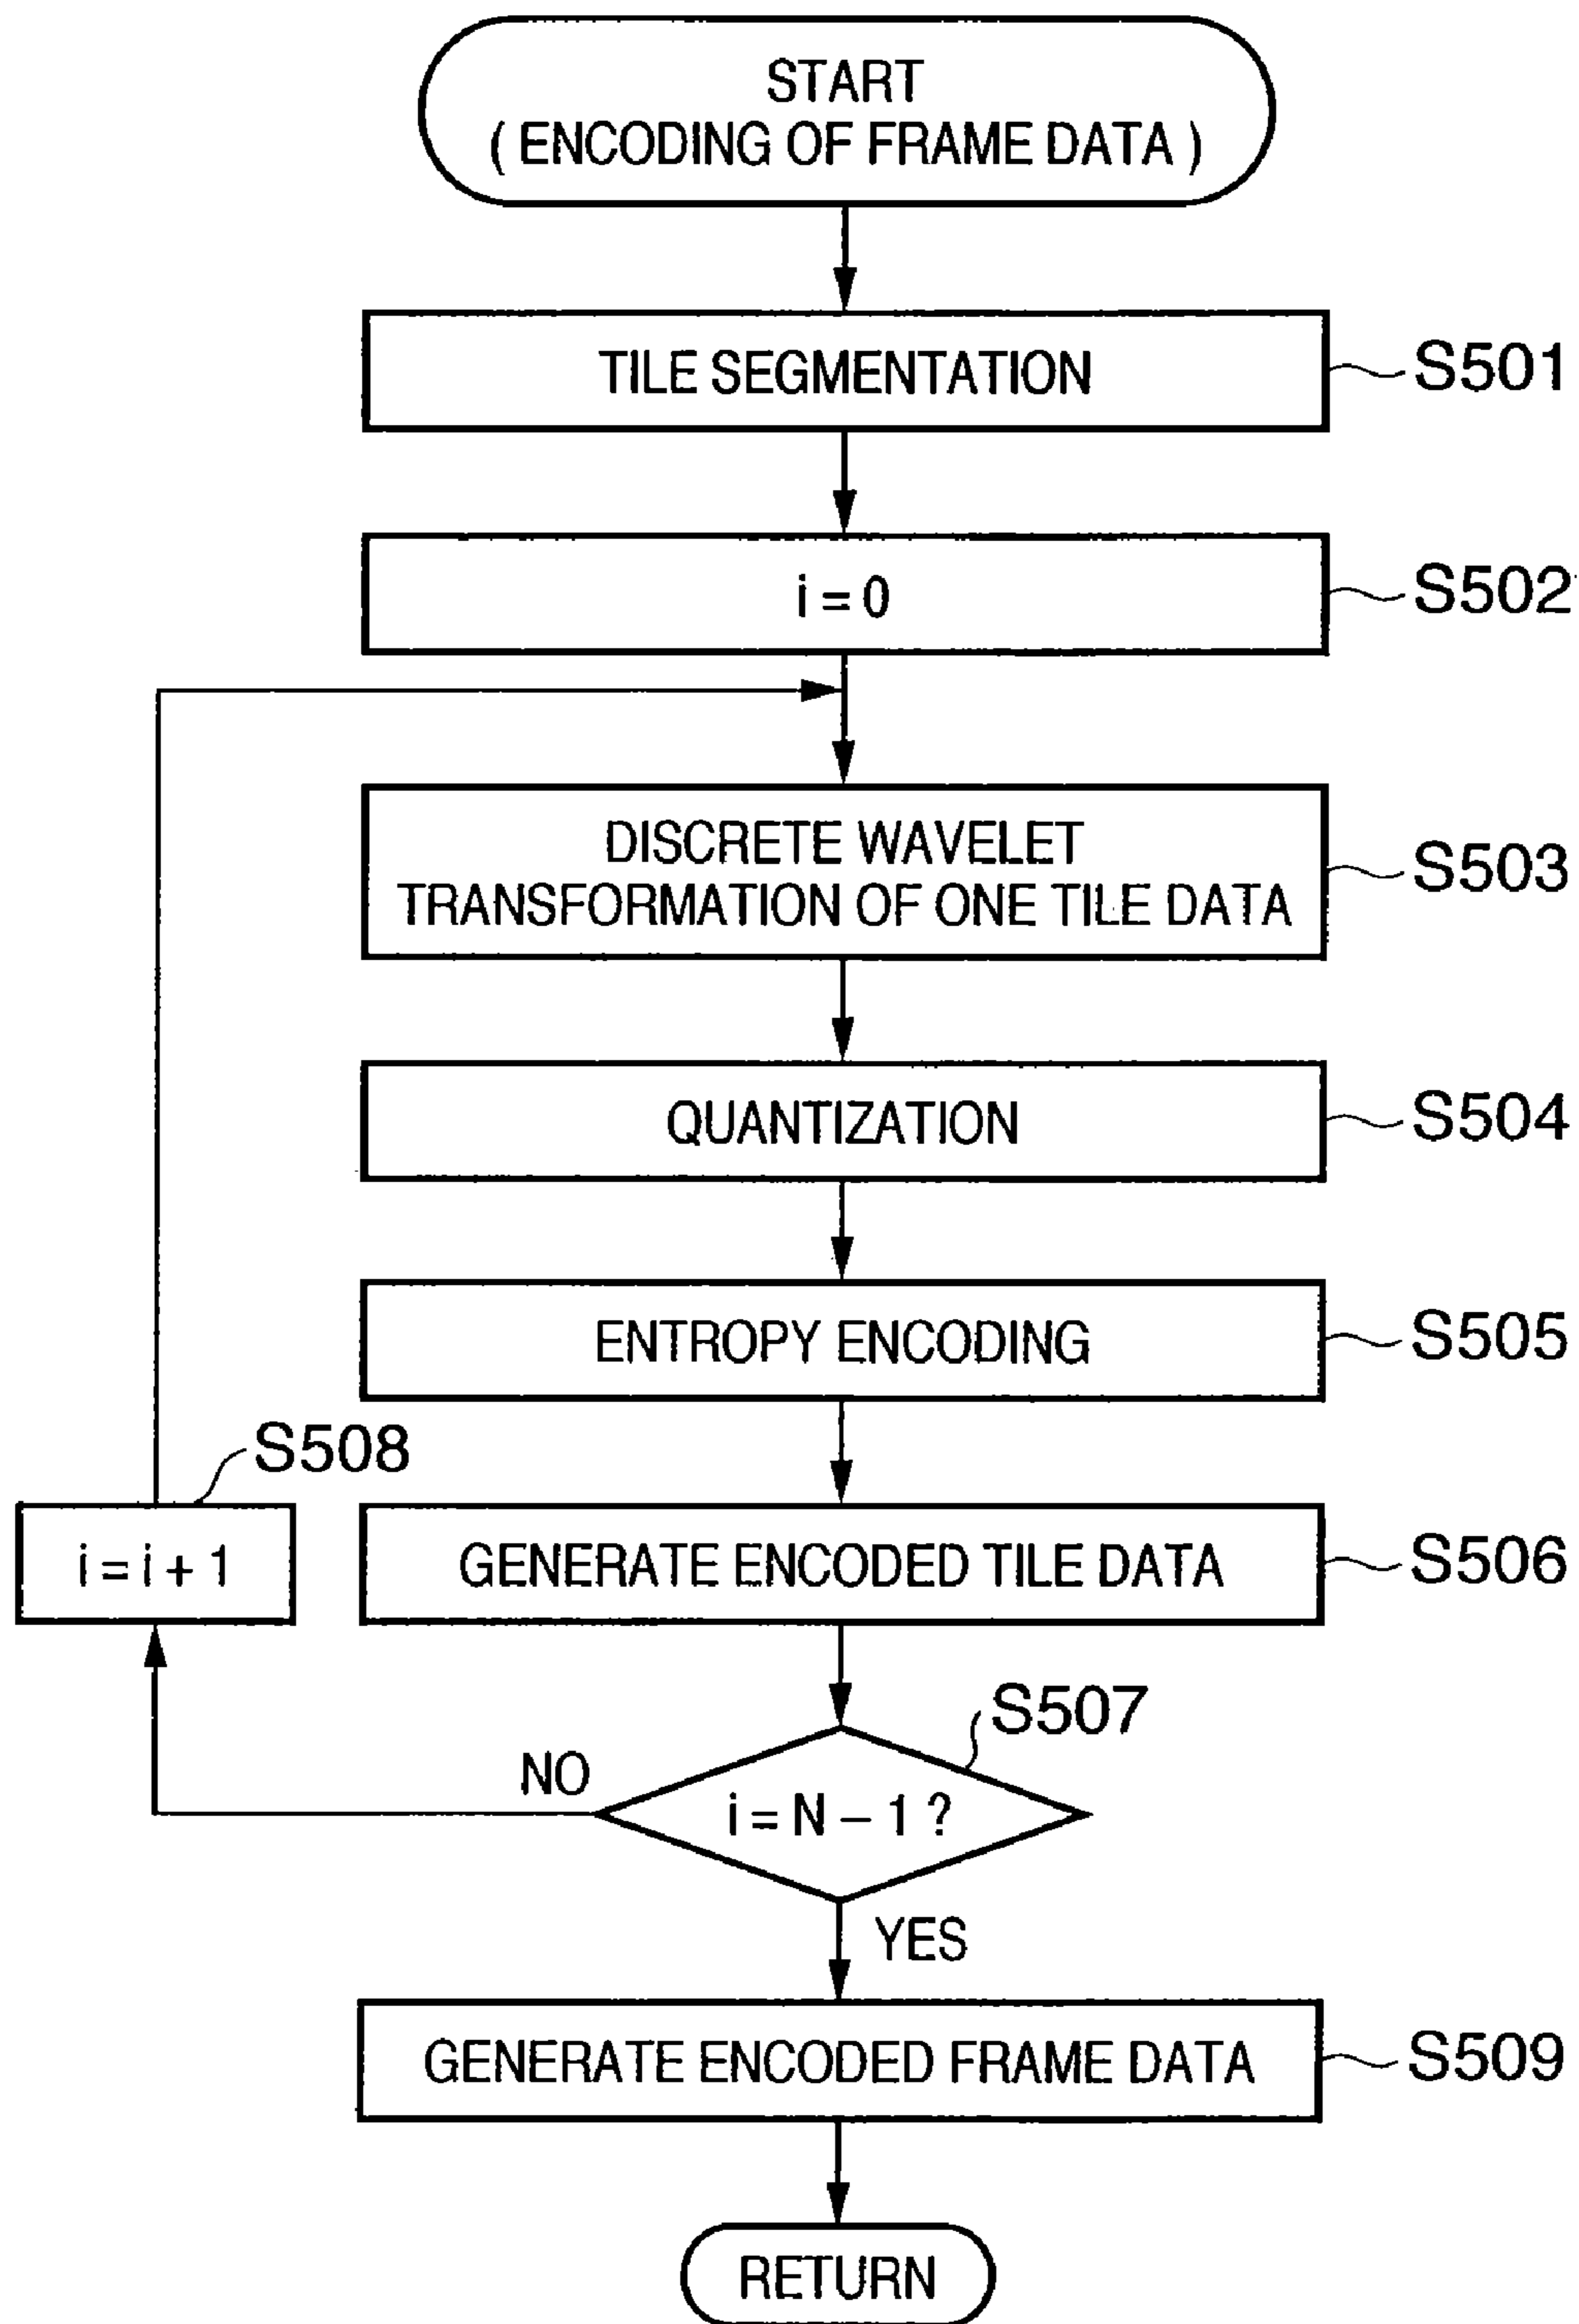 START
( ENCODING OF FRAME DATA )
TILE SEGMENTATION
S501
i = 0
S502
DISCRETE WAVELET
TRANSFORMATION OF ONE TILE DATA
S503
QUANTIZATION
S504
ENTROPY ENCODING
S505
S508
i = i + 1
GENERATE ENCODED TILE DATA
S506
S507
NO
i = N – 1 ?
YES
GENERATE ENCODED FRAME DATA
S509
RETURN